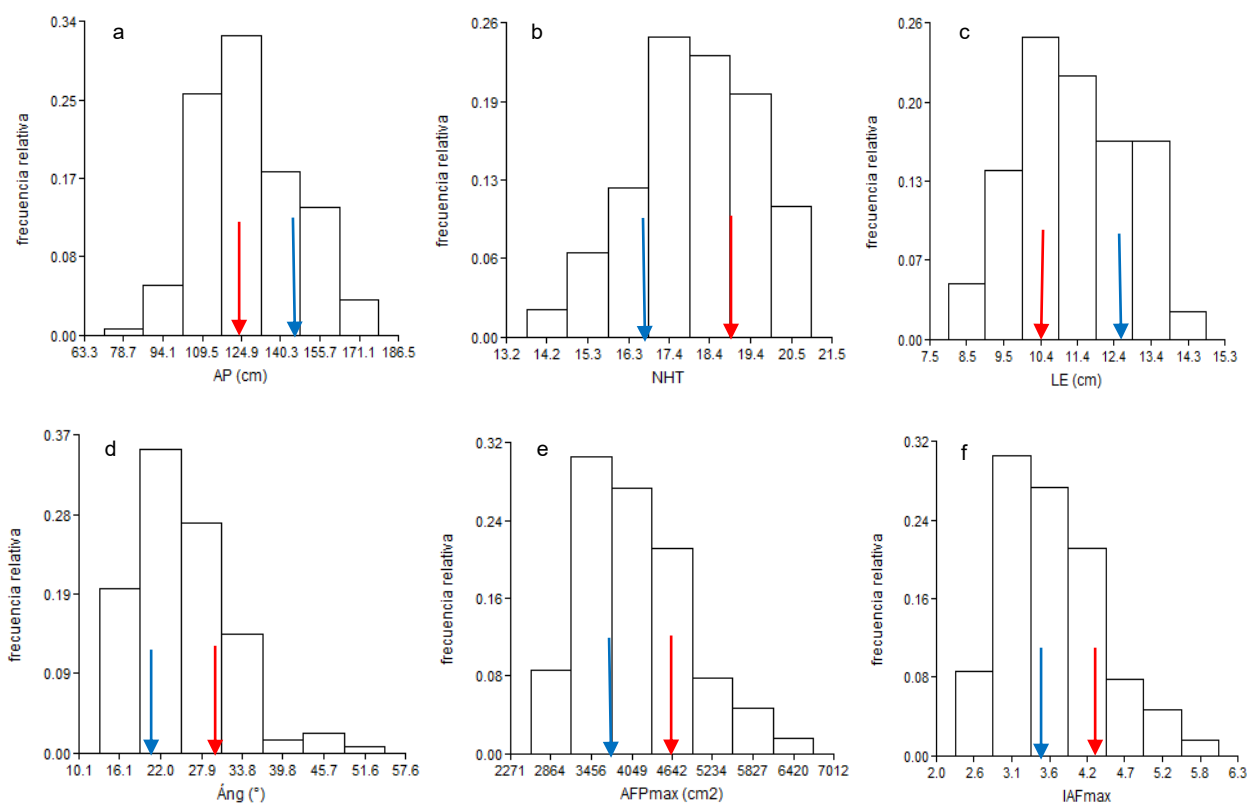 a
frecuencia relativa
0.34
0.25
0.17
0.08
0.00
63.3 78.7 94.1 109.5 124.9 140.3 155.7 171.1 186.5
AP (cm)
b
frecuencia relativa
0.26
0.19
0.13
0.06
0.00
13.2 14.2 15.3 16.3 17.4 18.4 19.4 20.5 21.5
NHT
c
frecuencia relativa
0.26
0.20
0.13
0.07
0.00
7.5 8.5 9.5 10.4 11.4 12.4 13.4 14.3 15.3
LE (cm)
d
frecuencia relativa
0.37
0.28
0.19
0.09
0.00
10.1 16.1 22.0 27.9 33.8 39.8 45.7 51.6 57.6
Áng (°)
e
frecuencia relativa
0.32
0.24
0.16
0.08
0.00
2271 2864 3456 4049 4642 5234 5827 6420 7012
AFPmax (cm2)
f
frecuencia relativa
0.32
0.24
0.16
0.08
0.00
2.0 2.6 3.1 3.6 4.2 4.7 5.2 5.8 6.3
IAFmax